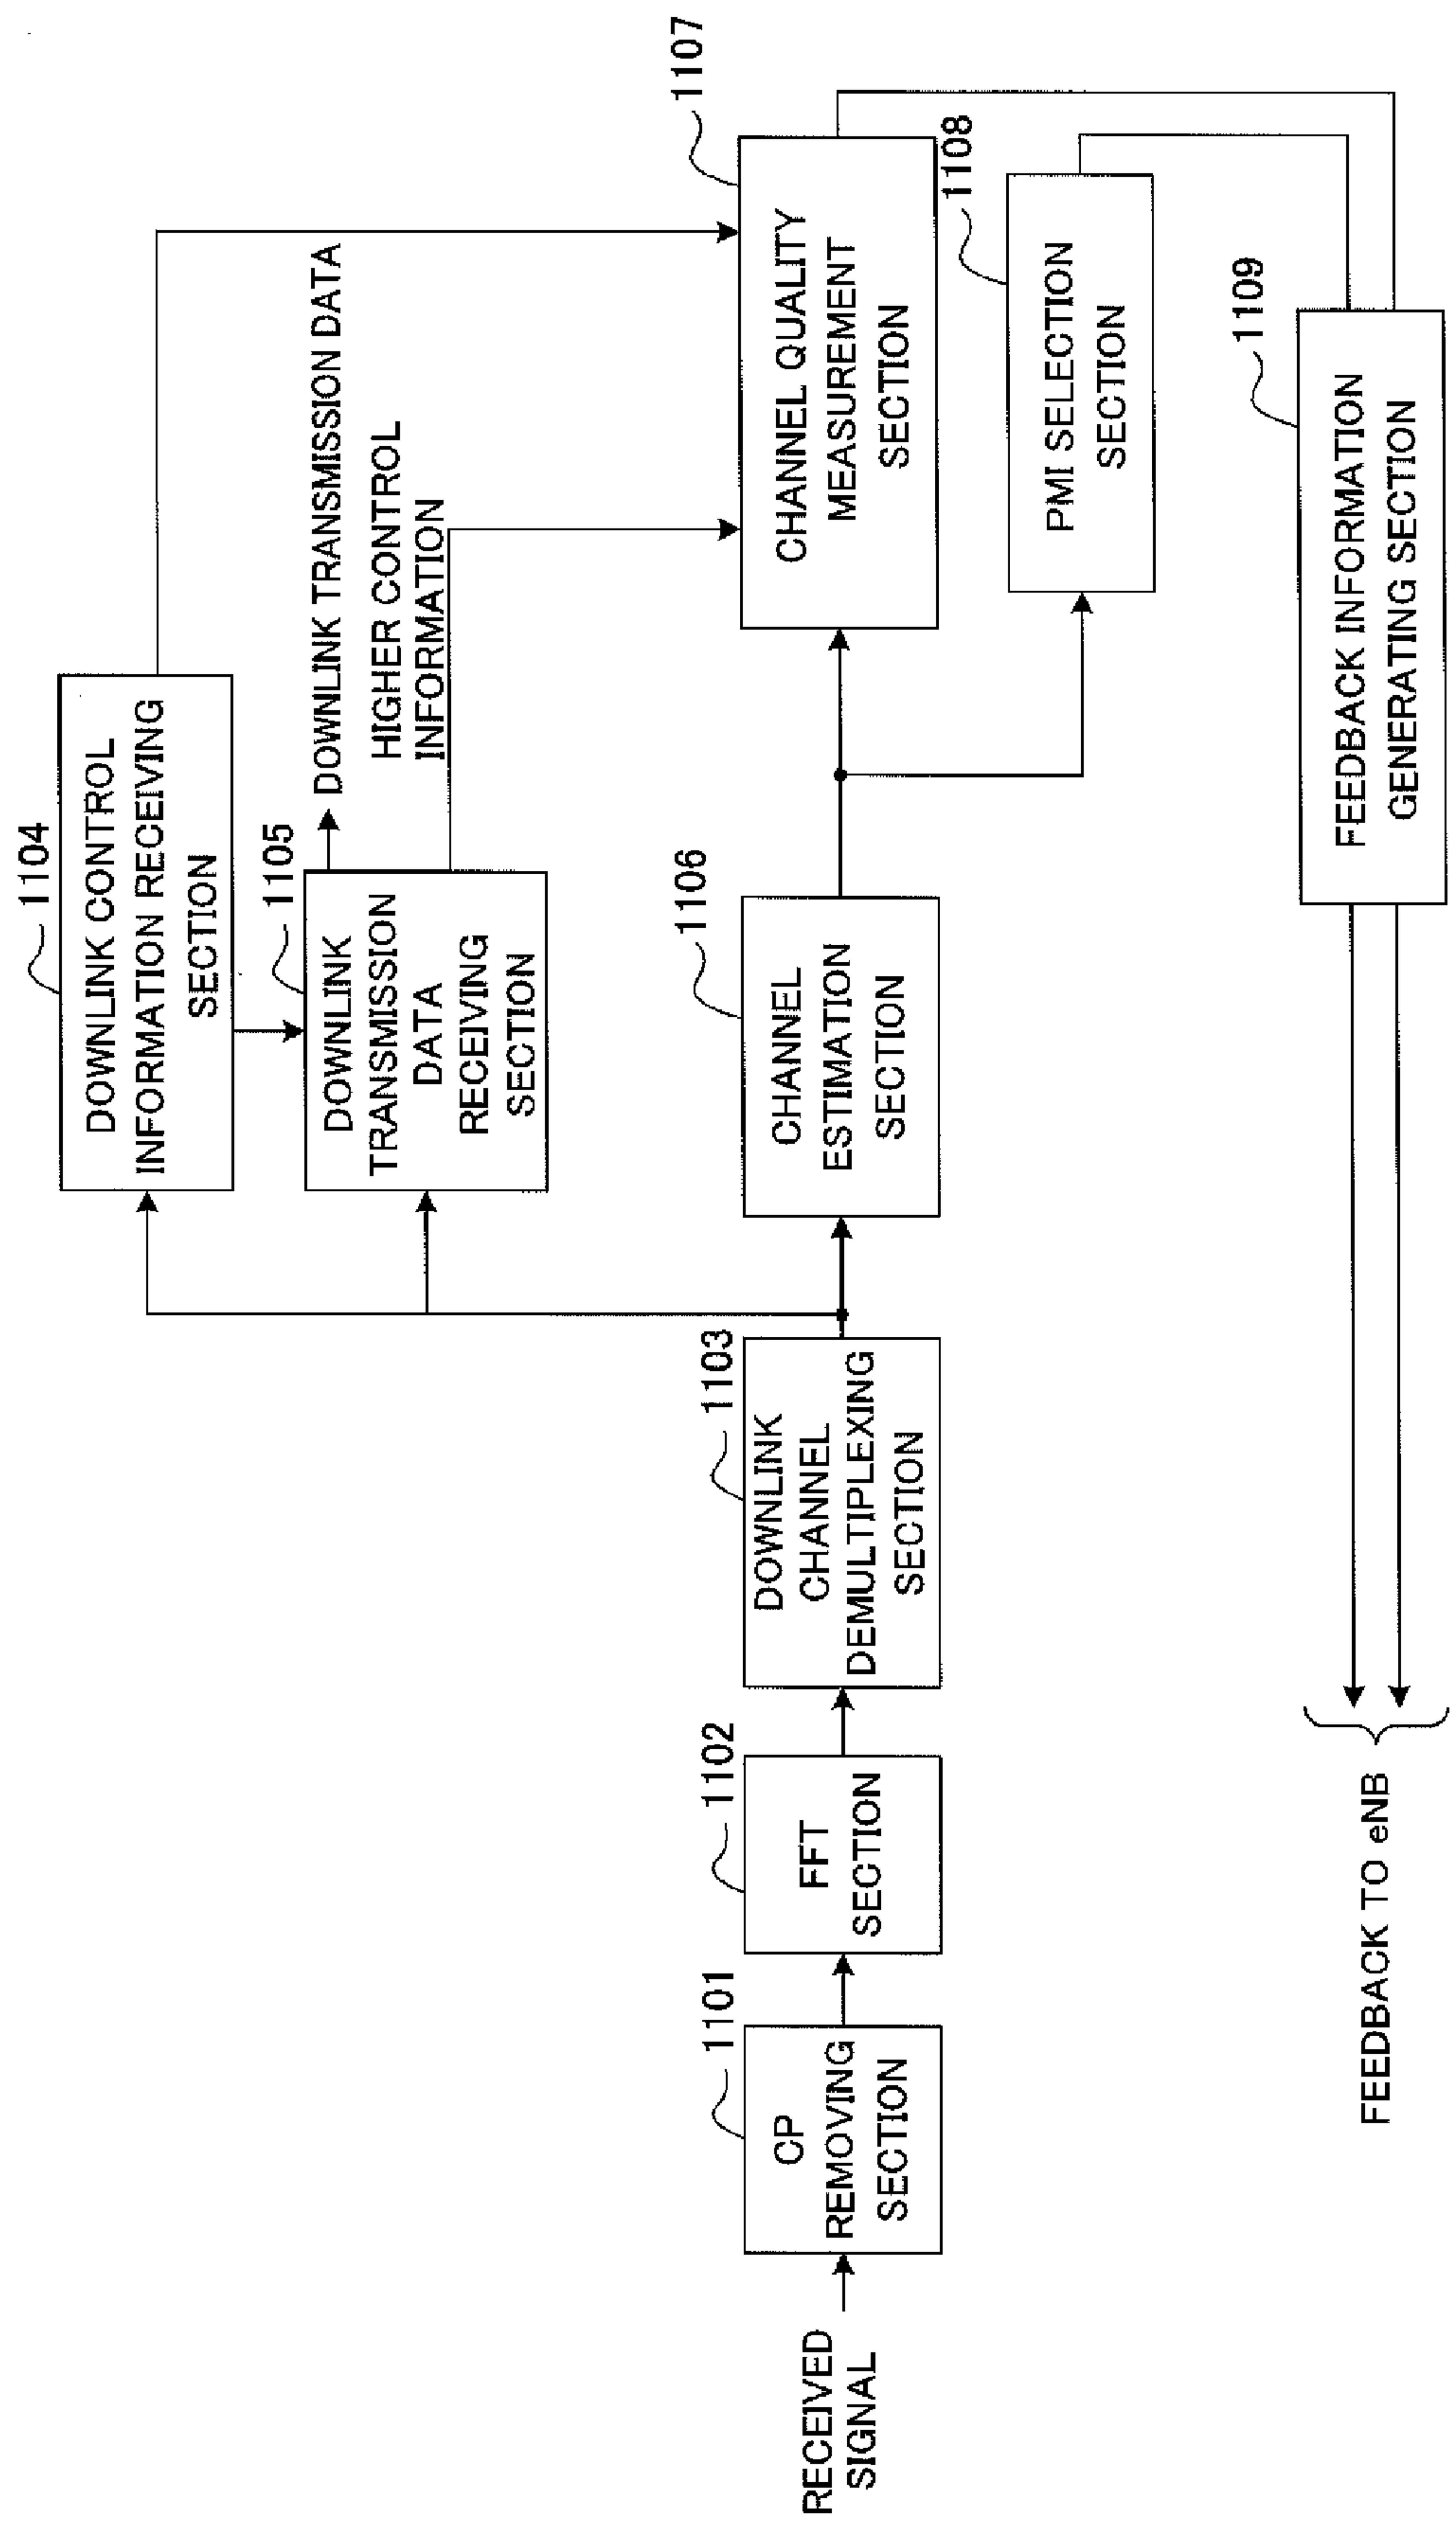 RECEIVED
SIGNAL
1101
CP
REMOVING
SECTION
1102
FFT
SECTION
1103
DOWNLINK
CHANNEL
DEMULTIPLEXING
SECTION
1104
DOWNLINK CONTROL
INFORMATION RECEIVING
SECTION
1105
DOWNLINK
TRANSMISSION
DATA
RECEIVING
SECTION
DOWNLINK TRANSMISSION DATA
HIGHER CONTROL
INFORMATION
1106
CHANNEL
ESTIMATION
SECTION
1107
CHANNEL QUALITY
MEASUREMENT
SECTION
1108
PMI SELECTION
SECTION
1109
FEEDBACK INFORMATION
GENERATING SECTION
FEEDBACK TO eNB